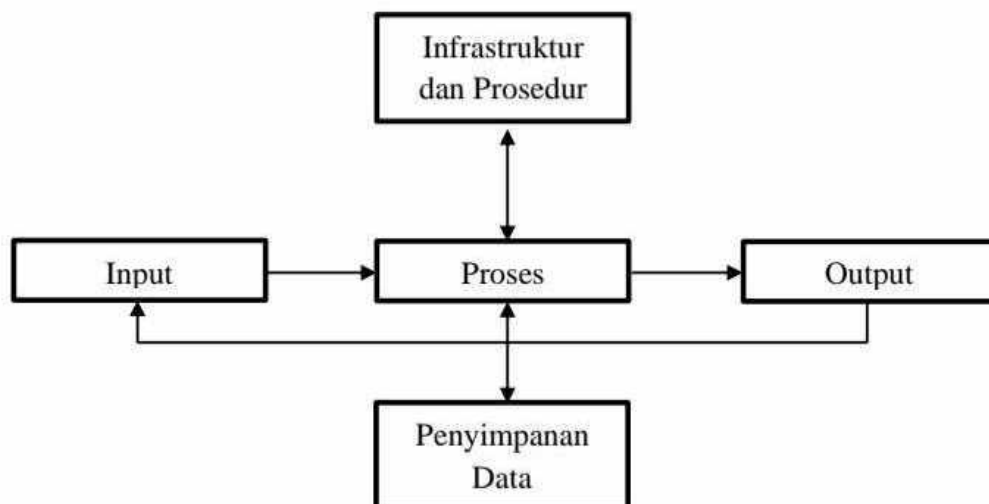 Infrastruktur
dan Prosedur
Input
Proses
Output
Penyimpanan
Data